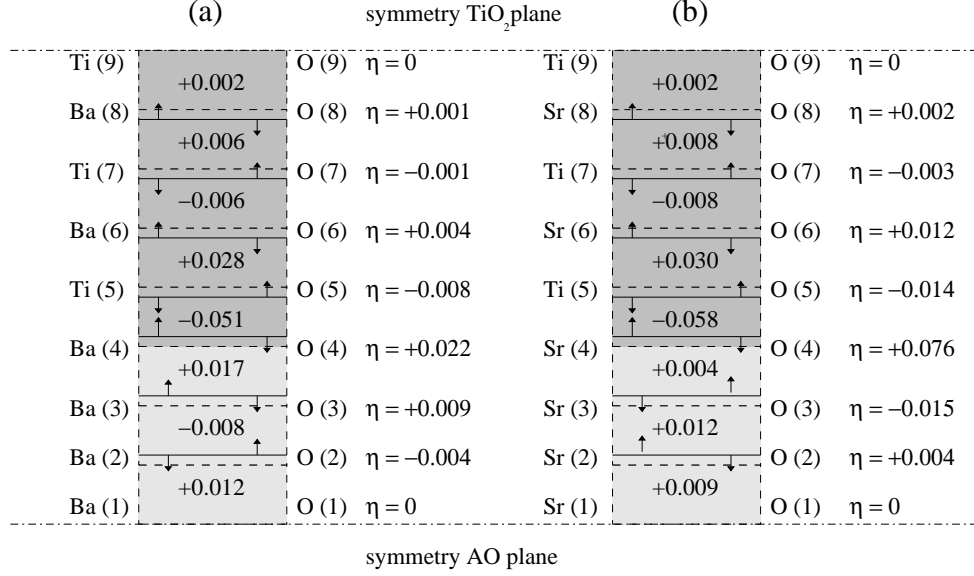 (a) symmetry TiO2 plane (b)
Ti (9) O (9) η = 0 Ti (9) O (9) η = 0
+0.002 +0.002
Ba (8) O (8) η = +0.001 Sr (8) O (8) η = +0.002
+0.006 +0.008
Ti (7) O (7) η = −0.001 Ti (7) O (7) η = −0.003
−0.006 −0.008
Ba (6) O (6) η = +0.004 Sr (6) O (6) η = +0.012
+0.028 +0.030
Ti (5) O (5) η = −0.008 Ti (5) O (5) η = −0.014
−0.051 −0.058
Ba (4) O (4) η = +0.022 Sr (4) O (4) η = +0.076
+0.017 +0.004
Ba (3) O (3) η = +0.009 Sr (3) O (3) η = −0.015
−0.008 +0.012
Ba (2) O (2) η = −0.004 Sr (2) O (2) η = +0.004
+0.012 +0.009
Ba (1) O (1) η = 0 Sr (1) O (1) η = 0
symmetry AO plane